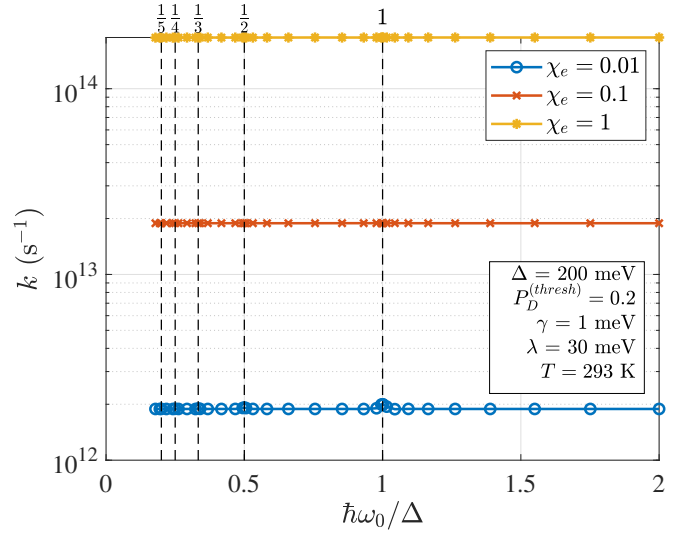 1/5 1/4 1/3 1/2 1
10^14
10^13
10^12
k (s^−1)
χ_e = 0.01
χ_e = 0.1
χ_e = 1
Δ = 200 meV
P_D^(thresh) = 0.2
γ = 1 meV
λ = 30 meV
T = 293 K
0 0.5 1 1.5 2
ℏω_0/Δ